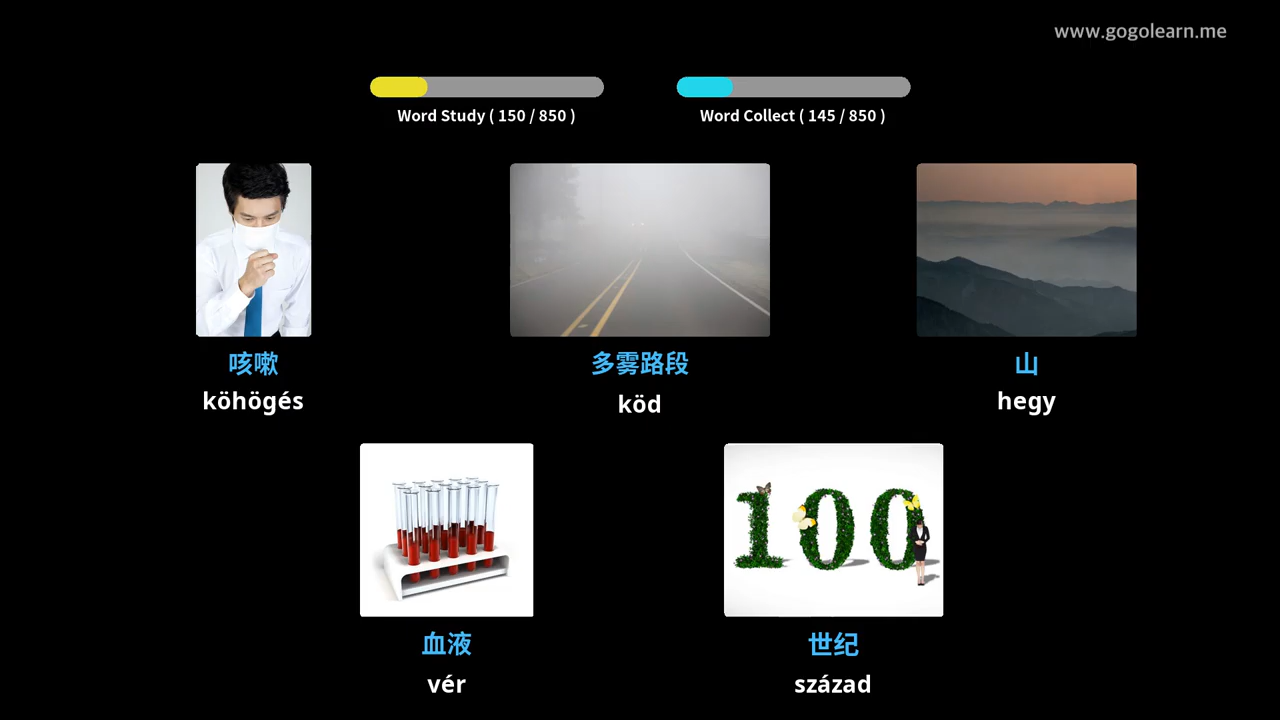 www.gogolearn.me
Word Study ( 150 / 850 )
Word Collect ( 145 / 850 )
咳嗽
köhögés
多雾路段
köd
山
hegy
血液
vér
世纪
század